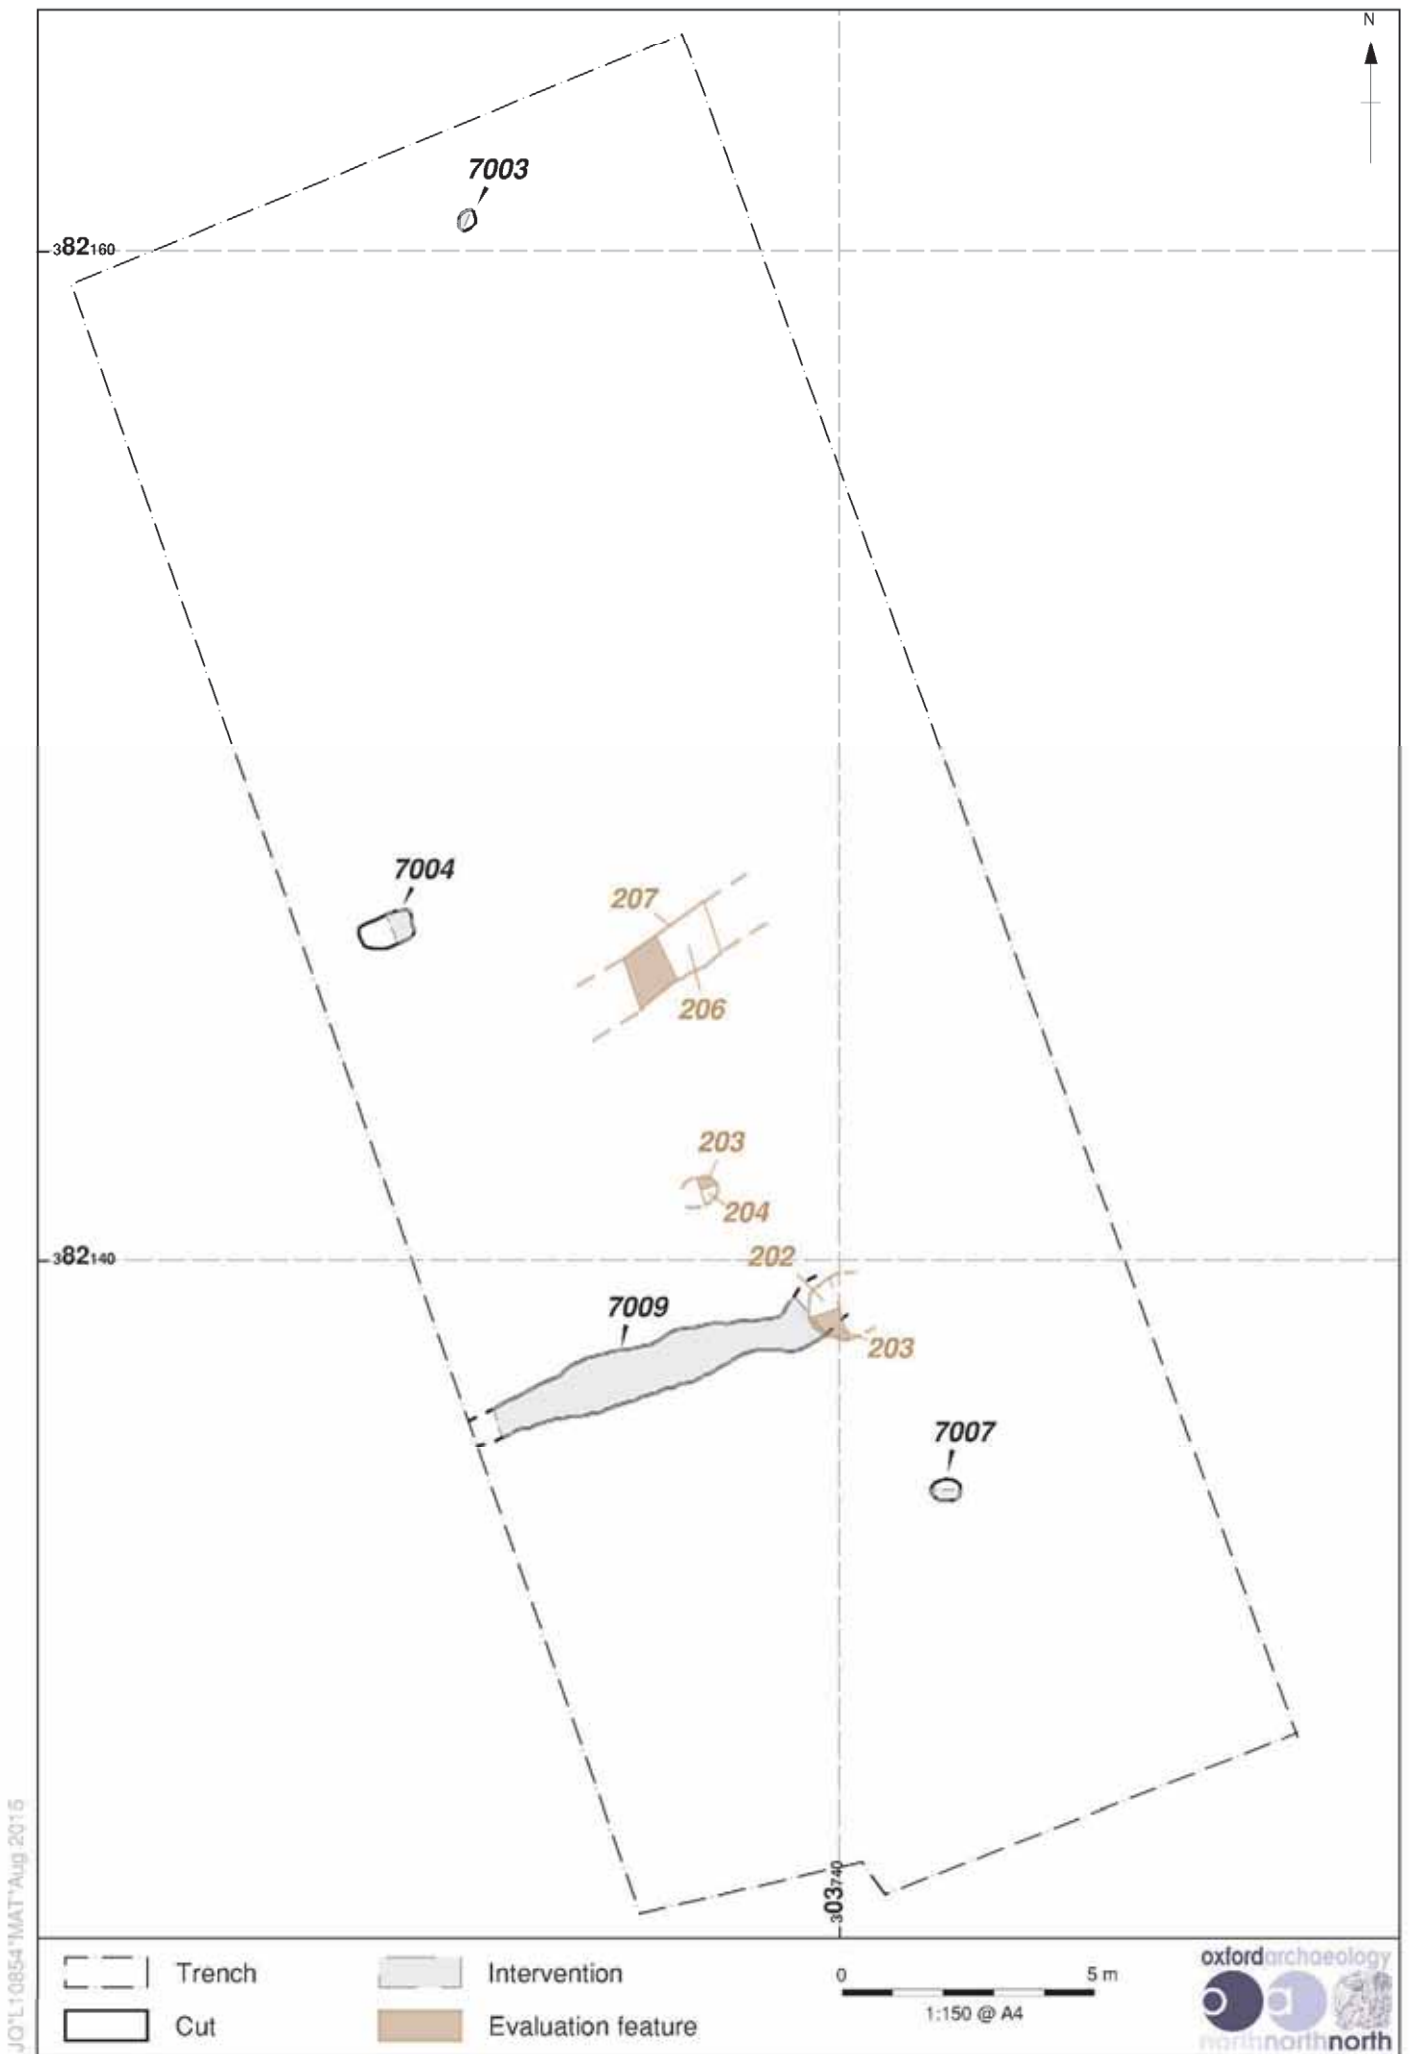 N
7003
382160
7004
207
206
203
204
382140
202
7009
203
7007
303740
JO*L10854*MAT*Aug 2015
Trench
Intervention
Cut
Evaluation feature
0 5 m
1:150 @ A4
oxfordarchaeology
northnorthnorth